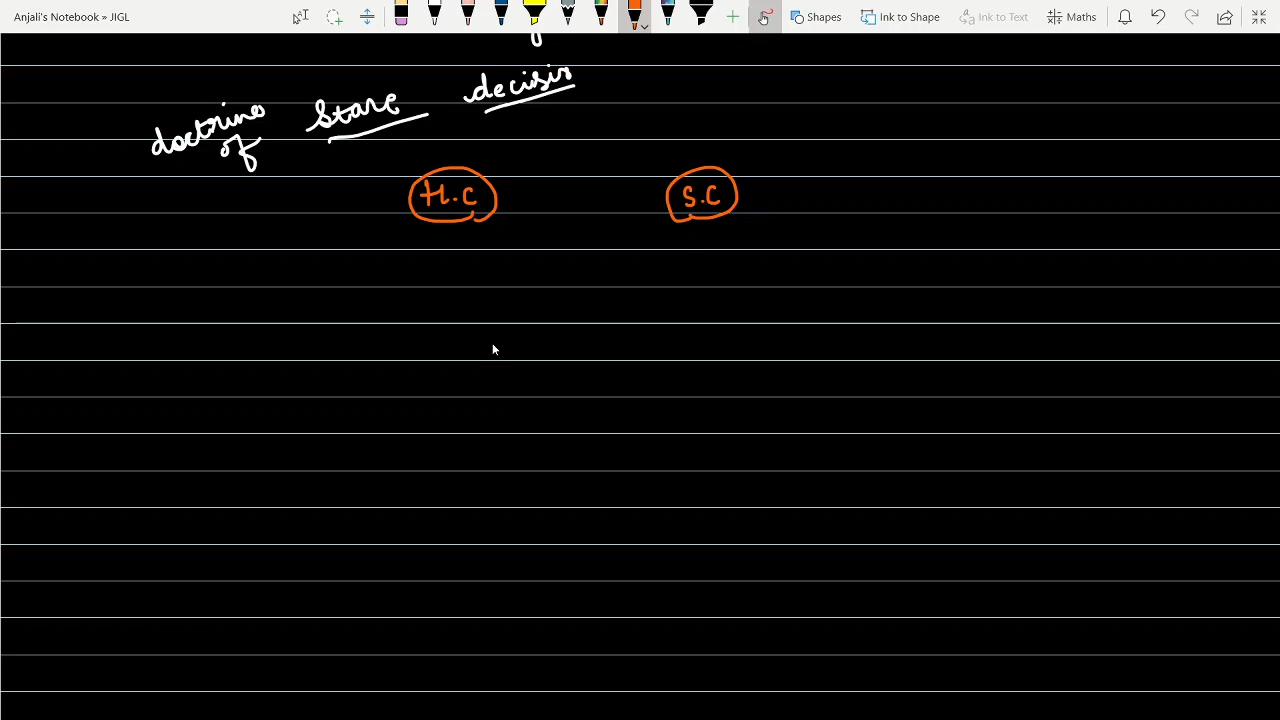 Anjali's Notebook » JIGL
Shapes
Ink to Shape
Ink to Text
Maths
doctrine of Stare decisis
H.C S.C